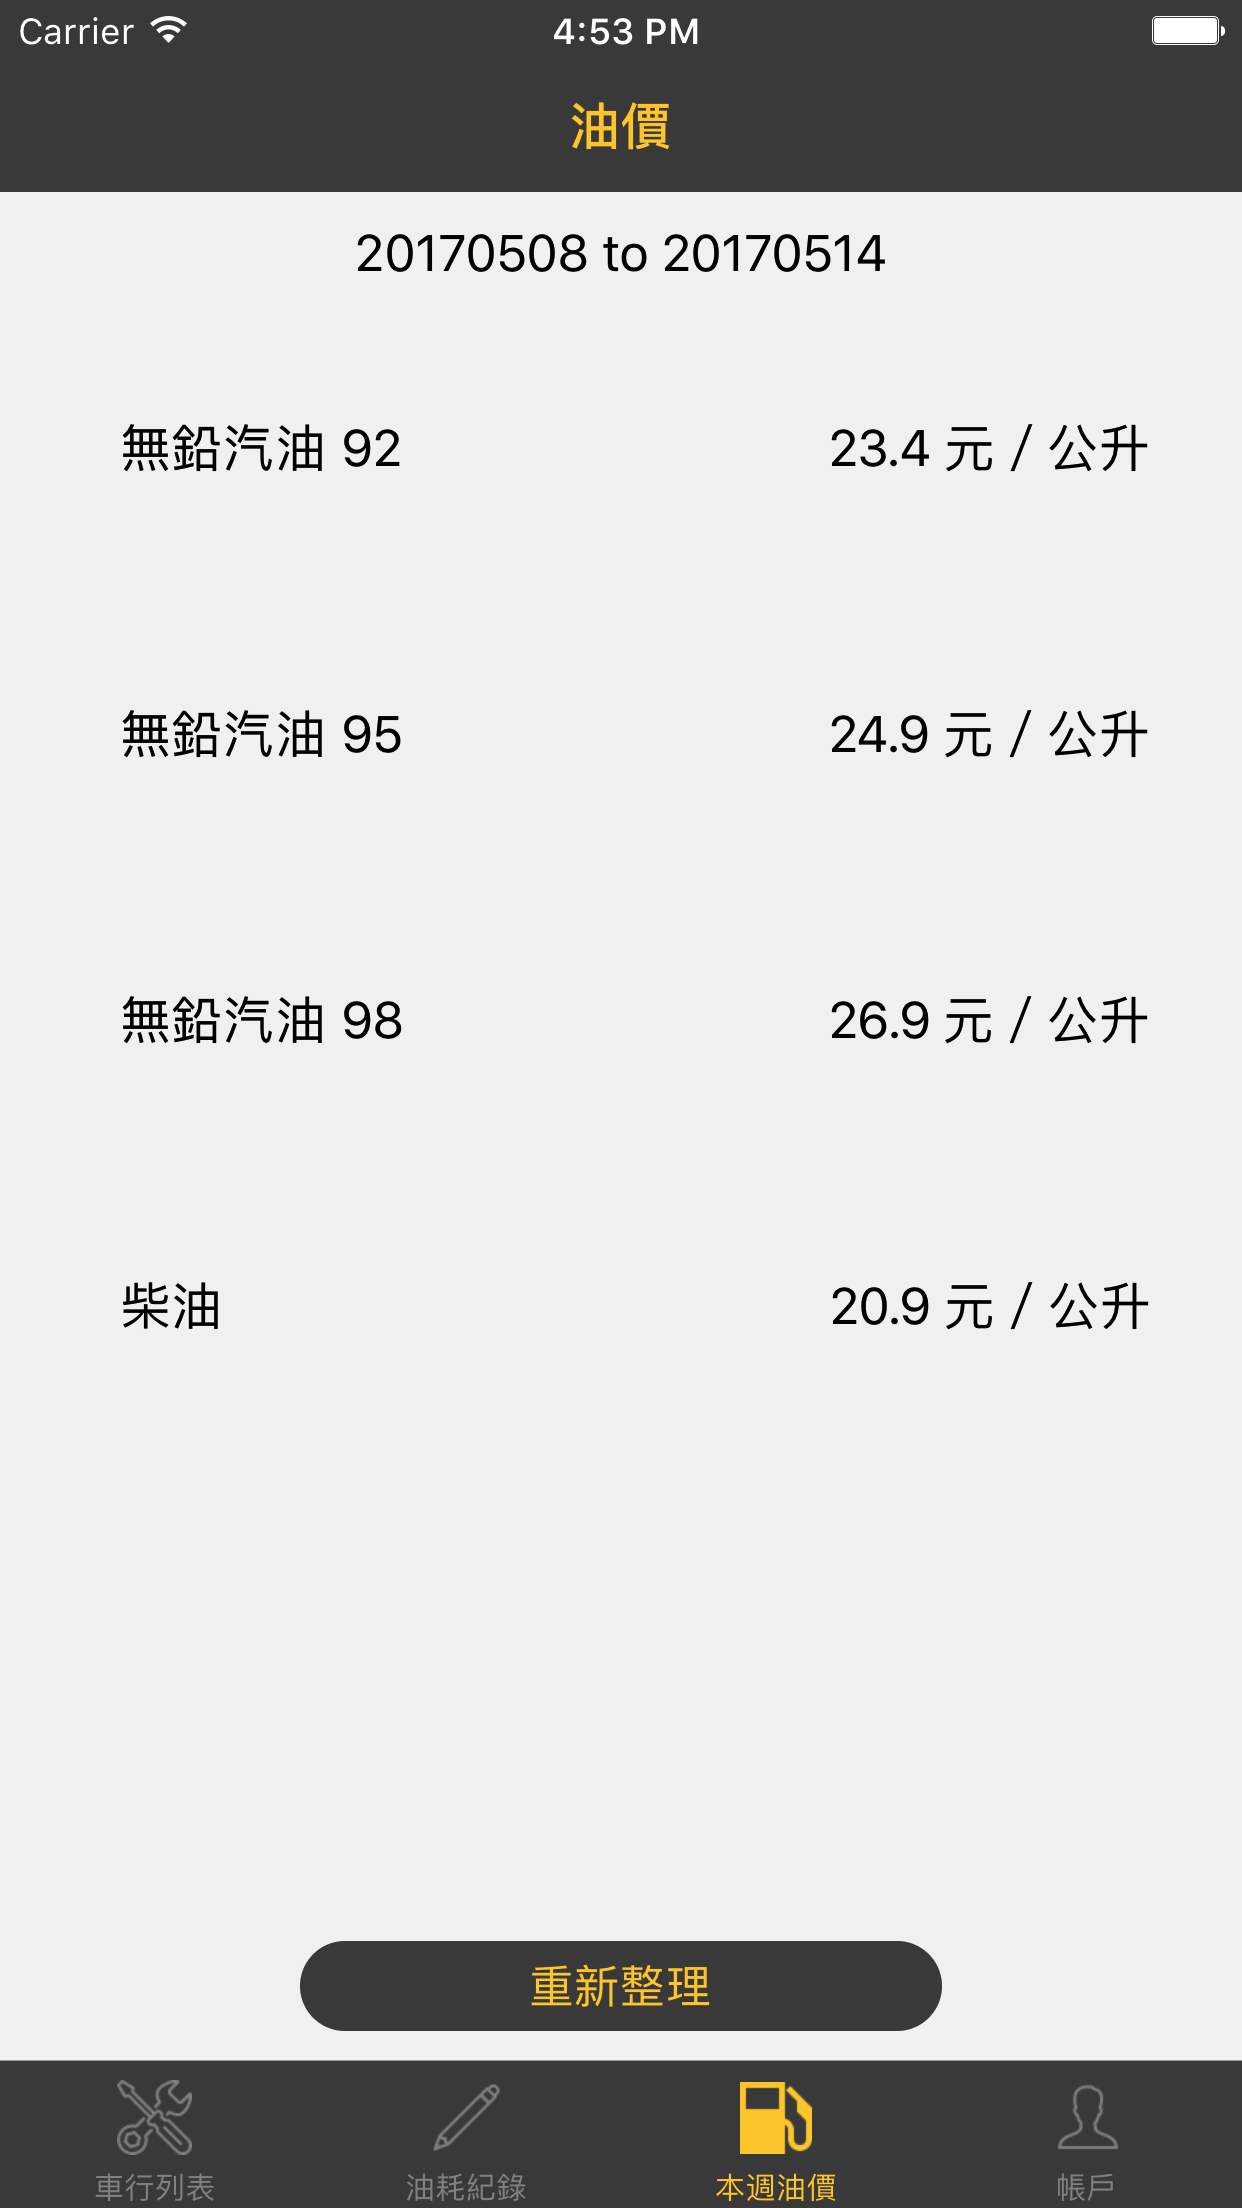 Carrier 4:53 PM
油價
20170508 to 20170514
無鉛汽油 92 23.4 元 / 公升
無鉛汽油 95 24.9 元 / 公升
無鉛汽油 98 26.9 元 / 公升
柴油 20.9 元 / 公升
重新整理
車行列表 油耗紀錄 本週油價 帳戶